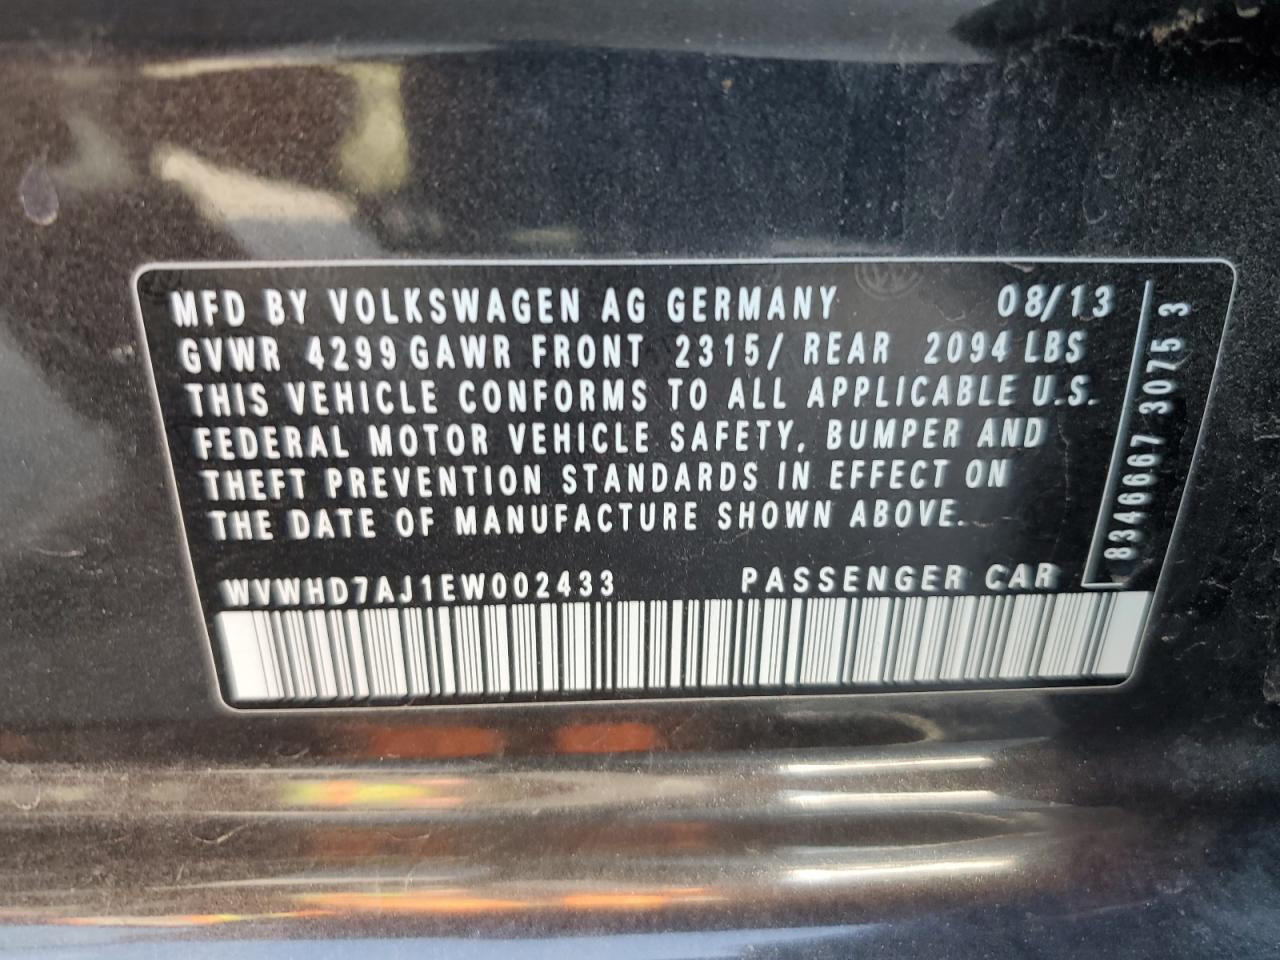 MFD BY VOLKSWAGEN AG GERMANY 08/13
GVWR 4299 GAWR FRONT 2315/ REAR 2094 LBS
THIS VEHICLE CONFORMS TO ALL APPLICABLE U.S.
FEDERAL MOTOR VEHICLE SAFETY, BUMPER AND
THEFT PREVENTION STANDARDS IN EFFECT ON
THE DATE OF MANUFACTURE SHOWN ABOVE.
WVWHD7AJ1EW002433 PASSENGER CAR
8346667 3075 3